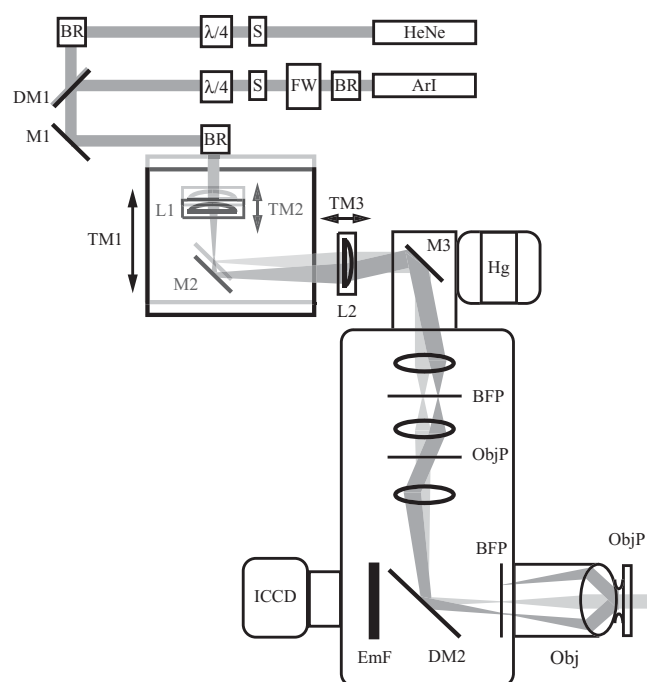 BR
λ/4
S
HeNe
DM1
λ/4
S
FW
BR
ArI
M1
BR
L1
TM2
TM1
M2
TM3
L2
M3
Hg
BFP
ObjP
BFP
ObjP
ICCD
EmF
DM2
Obj